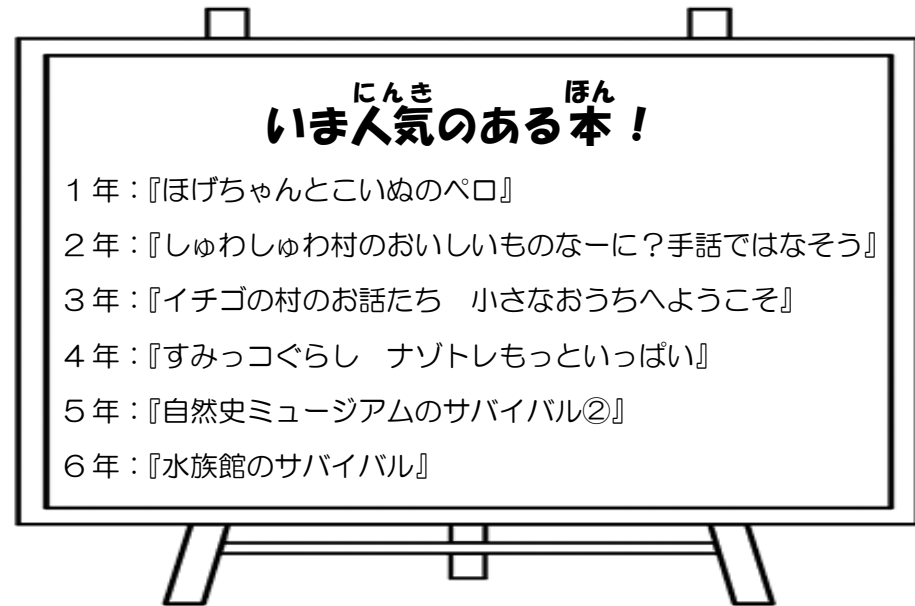 にんき ほん
いま人気のある本！
１年：『ほげちゃんとこいぬのペロ』
２年：『しゅわしゅわ村のおいしいものなーに？手話ではなそう』
３年：『イチゴの村のお話たち　小さなおうちへようこそ』
４年：『すみっコぐらし　ナゾトレもっといっぱい』
５年：『自然史ミュージアムのサバイバル②』
６年：『水族館のサバイバル』